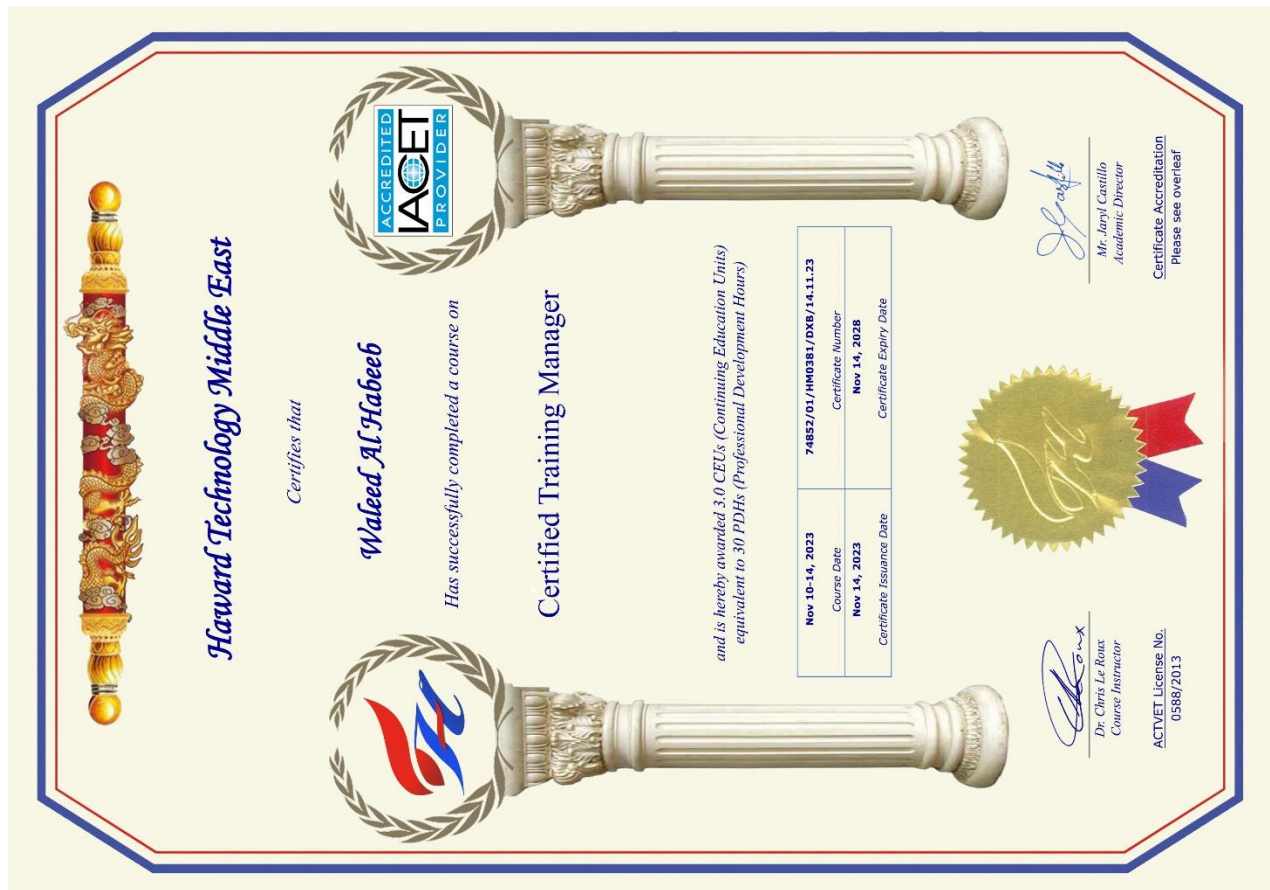 Haward Technology Middle East
Certifies that
Waleed Al Habeeb
Has successfully completed a course on
Certified Training Manager
ACCREDITED
IACET
PROVIDER
and is hereby awarded 3.0 CEUs (Continuing Education Units)
equivalent to 30 PDHs (Professional Development Hours)
Nov 10-14, 2023
Course Date
74852/01/HM0381/DXB/14.11.23
Certificate Number
Nov 14, 2023
Certificate Issuance Date
Nov 14, 2028
Certificate Expiry Date
Dr. Chris Le Roux
Course Instructor
ACTVET License No.
0588/2013
Mr. Jaryl Castillo
Academic Director
Certificate Accreditation
Please see overleaf